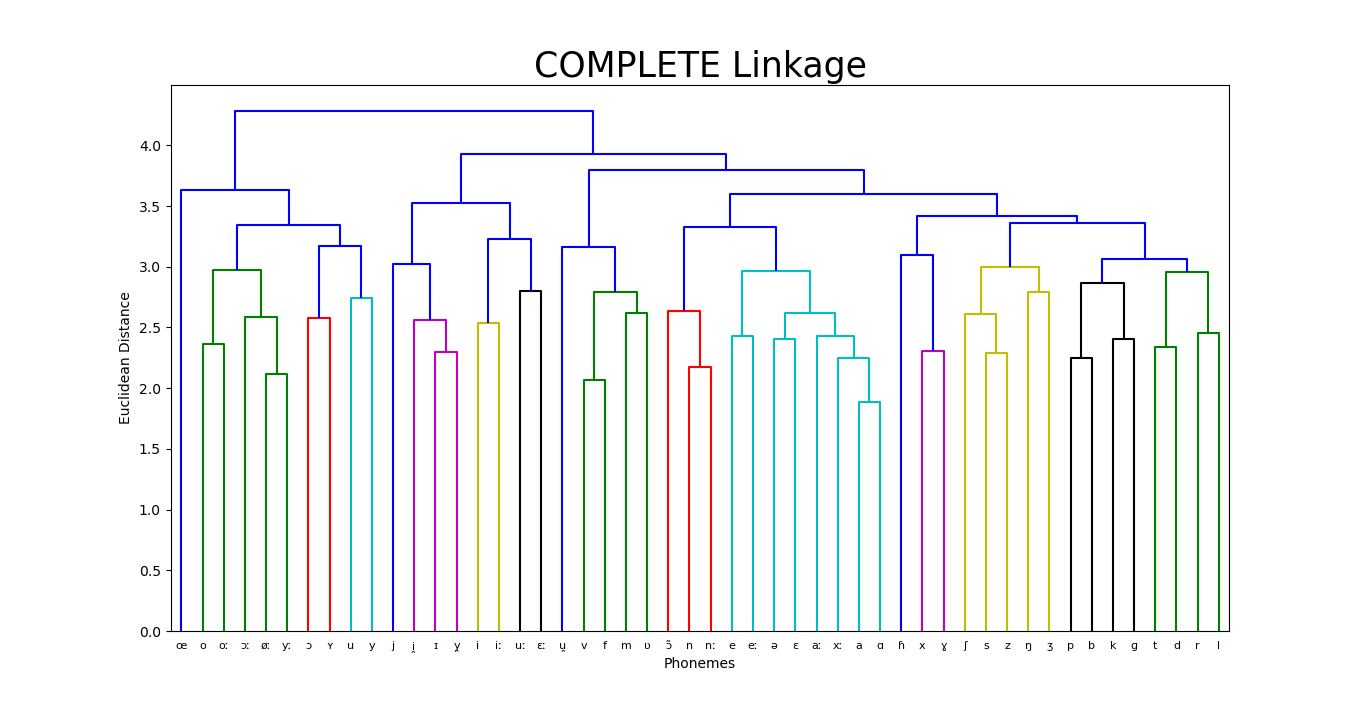 COMPLETE Linkage
4.0
3.5
3.0
2.5
2.0
1.5
1.0
0.5
0.0
Euclidean Distance
œ o oː ɔː øː yː ɔ ʏ u y j i̯ ɪ y̯ i iː uː ɛː u̯ v f m ʋ ɔ̃ n nː e eː ə ɛ aː xː a ɑ ɦ x ɣ ʃ s z ŋ ʒ p b k ɡ t d r l
Phonemes